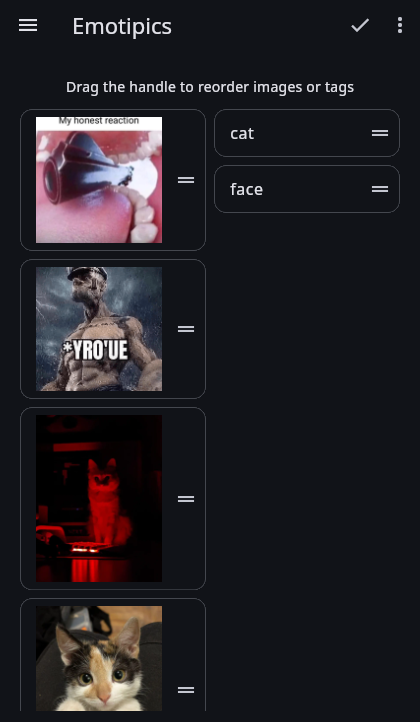 Emotipics
Drag the handle to reorder images or tags
My honest reaction
cat
face
*YRO'UE